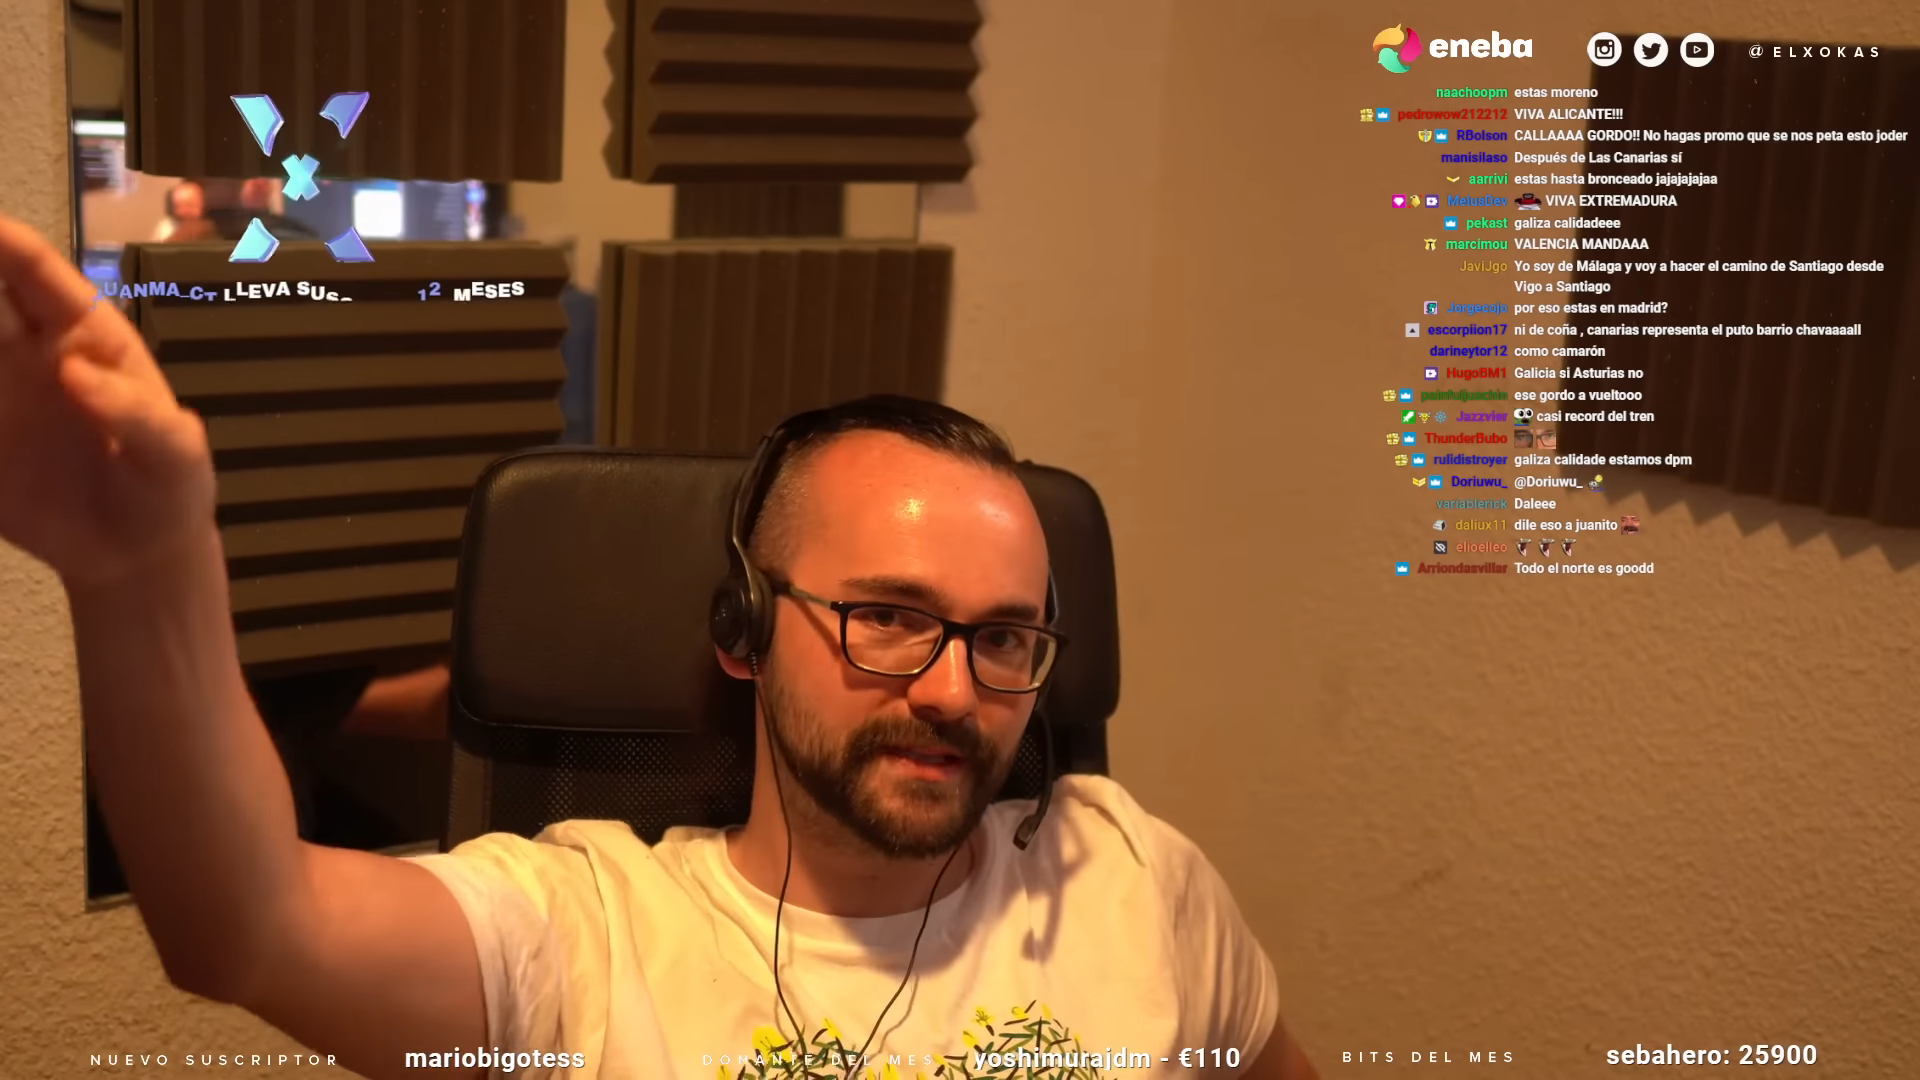 eneba
@ELXOKAS
naachoopm estas moreno
pedrowow212212 VIVA ALICANTE!!!
RBolson CALLAAAA GORDO!! No hagas promo que se nos peta esto joder
manisilaso Después de Las Canarias sí
aarrivi estas hasta bronceado jajajajajaa
MeiusDev VIVA EXTREMADURA
pekast galiza calidadeee
marcimou VALENCIA MANDAAA
JaviJgo Yo soy de Málaga y voy a hacer el camino de Santiago desde
Vigo a Santiago
Jorgecojo por eso estas en madrid?
escorpiion17 ni de coña , canarias representa el puto barrio chavaaaall
darineytor12 como camarón
HugoBM1 Galicia si Asturias no
ese gordo a vueltooo
Jazzvier casi record del tren
ThunderBubo
rulidistroyer galiza calidade estamos dpm
Doriuwu_ @Doriuwu_
variablerick Daleee
daliux11 dile eso a juanito
elioelleo
Arriondasvillar Todo el norte es goodd
UANMA_CT LLEVA 12 MESES
NUEVO SUSCRIPTOR mariobigotess DONANTE DEL MES yoshimurajdm - €110 BITS DEL MES sebahero: 25900